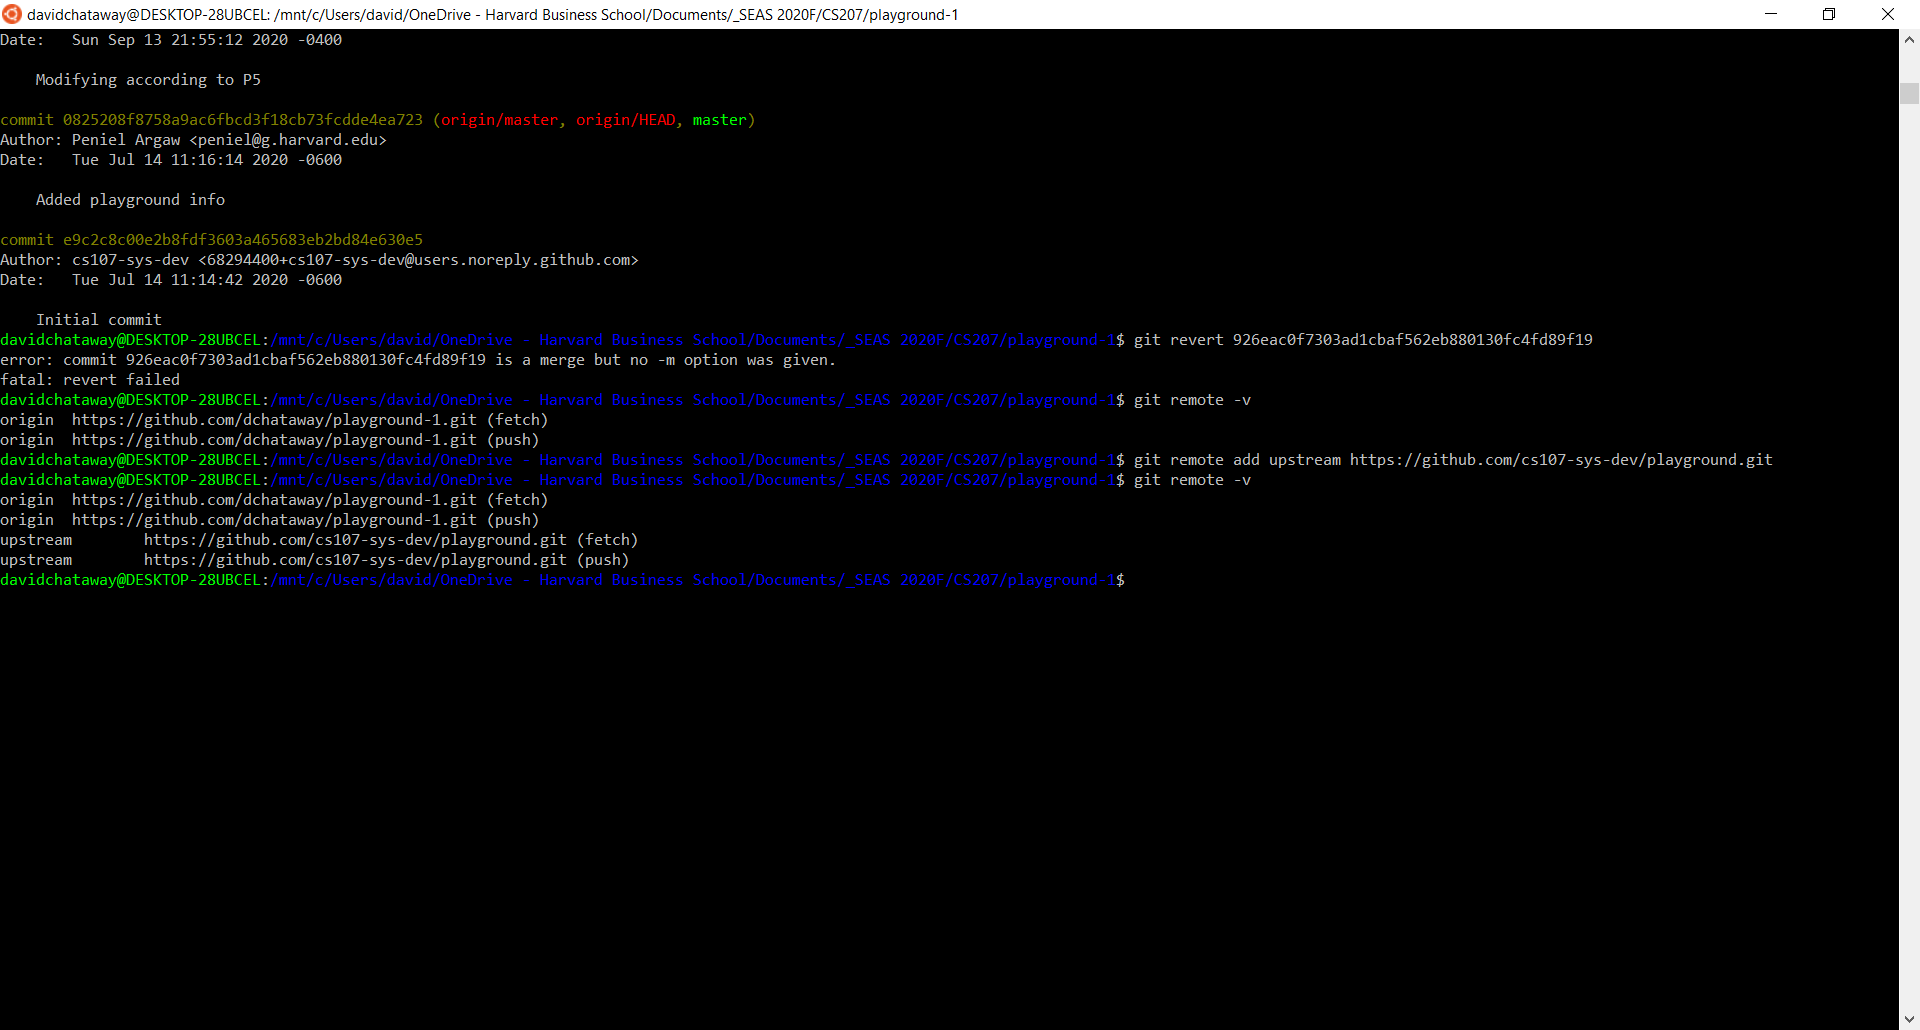 davidchataway@DESKTOP-28UBCEL: /mnt/c/Users/david/OneDrive - Harvard Business School/Documents/_SEAS 2020F/CS207/playground-1
Date:   Sun Sep 13 21:55:12 2020 -0400
    Modifying according to P5
commit 0825208f8758a9ac6fbcd3f18cb73fcdde4ea723 (origin/master, origin/HEAD, master)
Author: Peniel Argaw <peniel@g.harvard.edu>
Date:   Tue Jul 14 11:16:14 2020 -0600
    Added playground info
commit e9c2c8c00e2b8fdf3603a465683eb2bd84e630e5
Author: cs107-sys-dev <68294400+cs107-sys-dev@users.noreply.github.com>
Date:   Tue Jul 14 11:14:42 2020 -0600
    Initial commit
davidchataway@DESKTOP-28UBCEL:/mnt/c/Users/david/OneDrive - Harvard Business School/Documents/_SEAS 2020F/CS207/playground-1$ git revert 926eac0f7303ad1cbaf562eb880130fc4fd89f19
error: commit 926eac0f7303ad1cbaf562eb880130fc4fd89f19 is a merge but no -m option was given.
fatal: revert failed
davidchataway@DESKTOP-28UBCEL:/mnt/c/Users/david/OneDrive - Harvard Business School/Documents/_SEAS 2020F/CS207/playground-1$ git remote -v
origin  https://github.com/dchataway/playground-1.git (fetch)
origin  https://github.com/dchataway/playground-1.git (push)
davidchataway@DESKTOP-28UBCEL:/mnt/c/Users/david/OneDrive - Harvard Business School/Documents/_SEAS 2020F/CS207/playground-1$ git remote add upstream https://github.com/cs107-sys-dev/playground.git
davidchataway@DESKTOP-28UBCEL:/mnt/c/Users/david/OneDrive - Harvard Business School/Documents/_SEAS 2020F/CS207/playground-1$ git remote -v
origin  https://github.com/dchataway/playground-1.git (fetch)
origin  https://github.com/dchataway/playground-1.git (push)
upstream        https://github.com/cs107-sys-dev/playground.git (fetch)
upstream        https://github.com/cs107-sys-dev/playground.git (push)
davidchataway@DESKTOP-28UBCEL:/mnt/c/Users/david/OneDrive - Harvard Business School/Documents/_SEAS 2020F/CS207/playground-1$